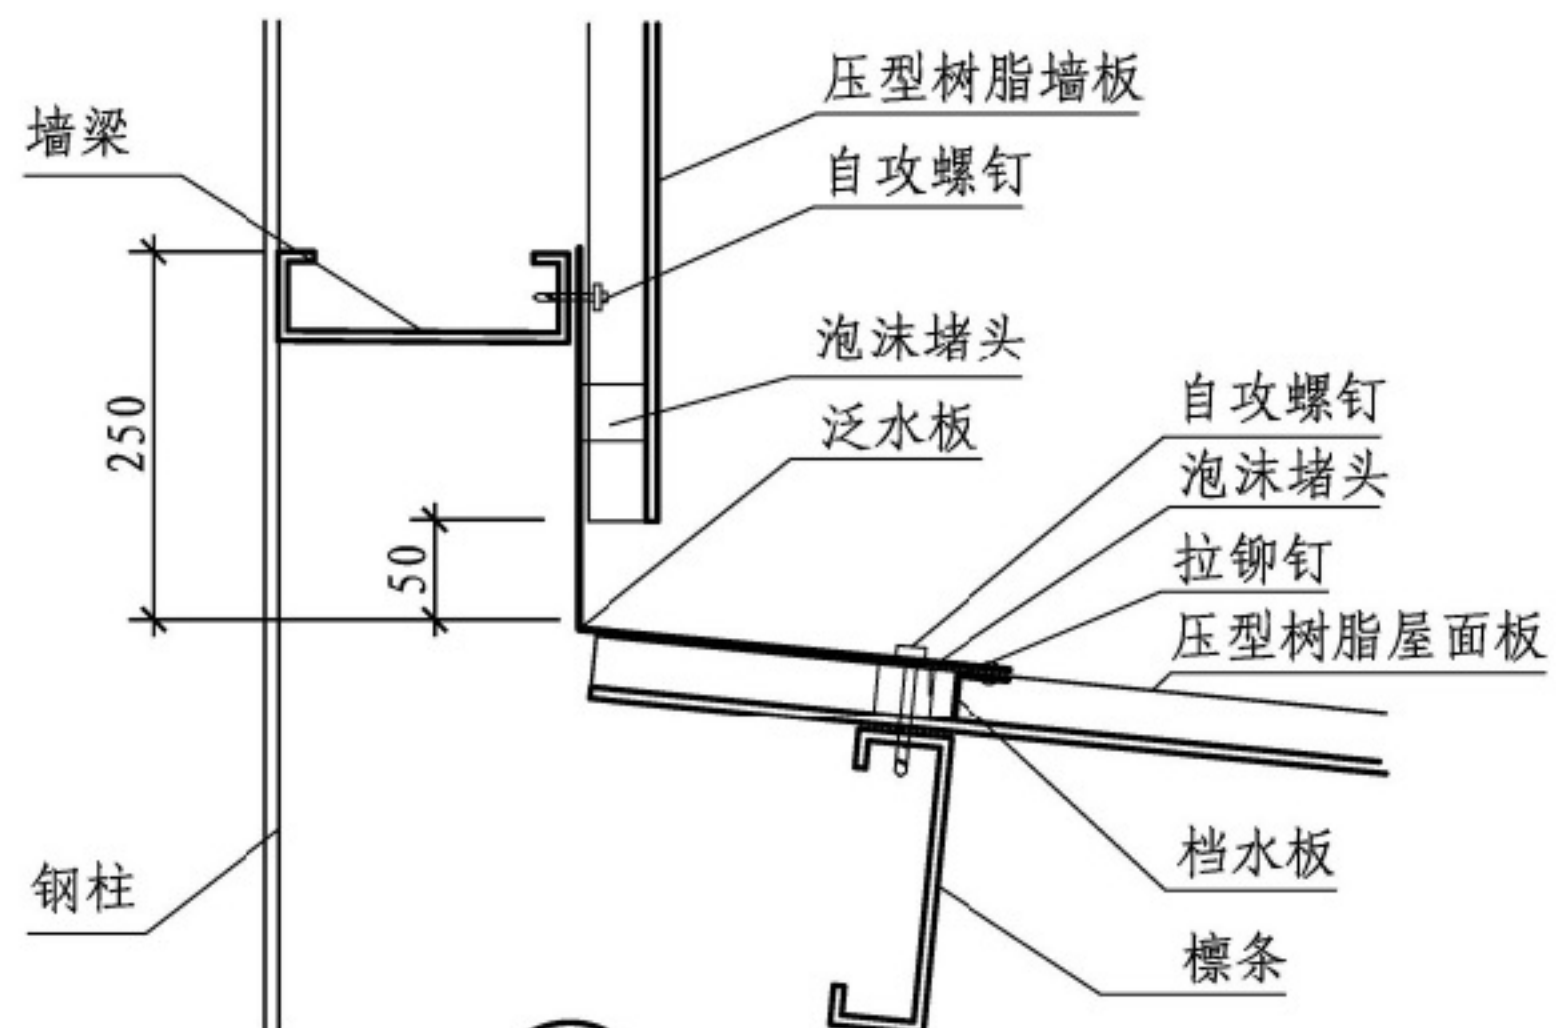 压型树脂墙板
墙梁
自攻螺钉
泡沫堵头
自攻螺钉
250
泛水板
泡沫堵头
50
拉铆钉
压型树脂屋面板
档水板
钢柱
檩条